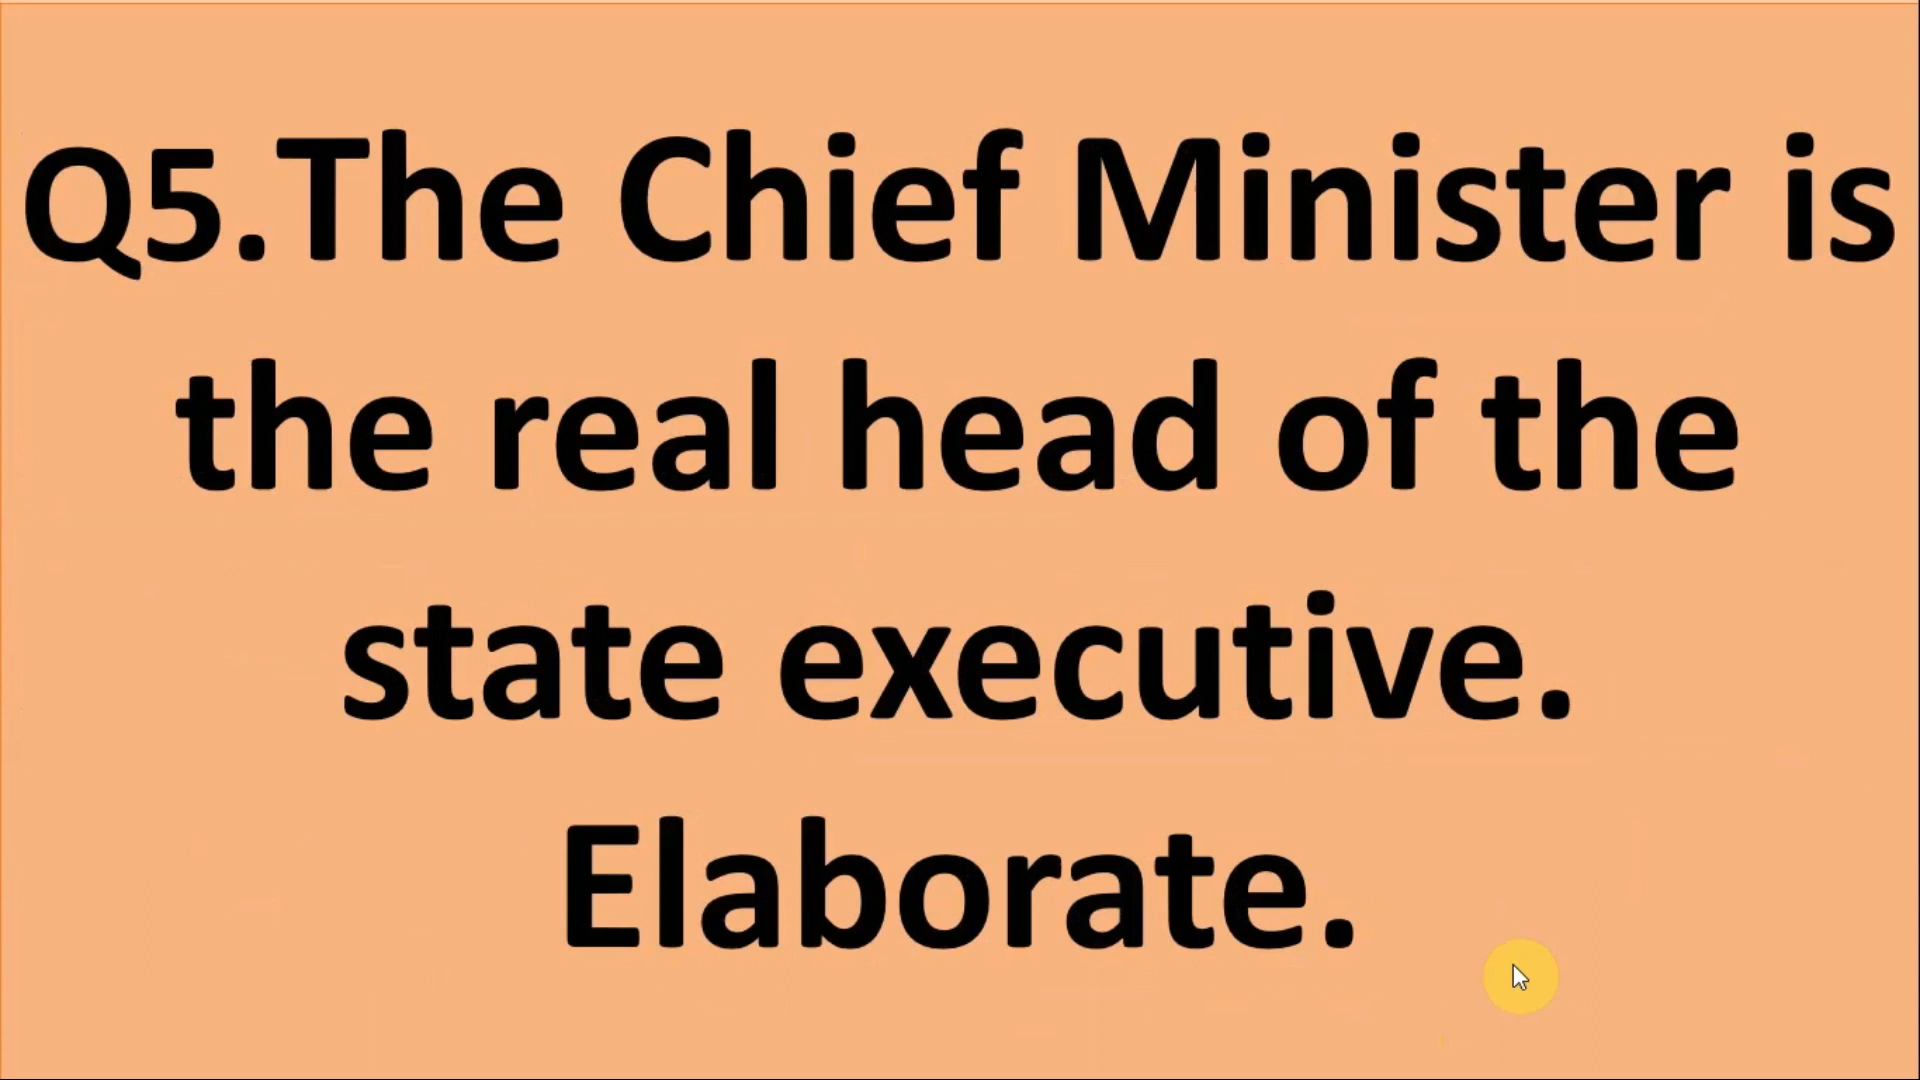 Q5.The Chief Minister is
the real head of the
state executive.
Elaborate.